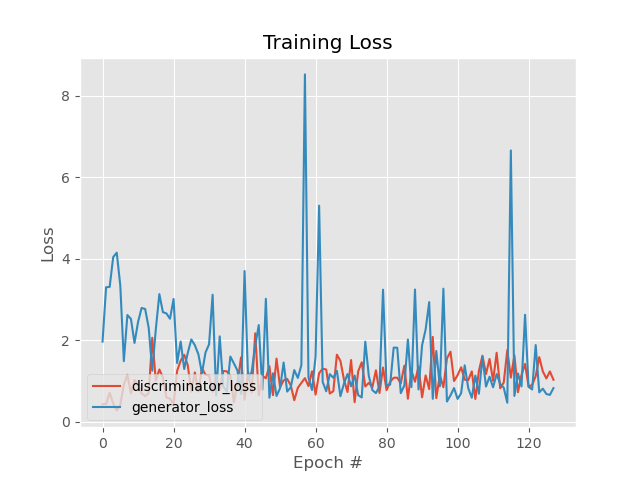 Training Loss
8
6
4
2
0
Loss
discriminator_loss
generator_loss
0 20 40 60 80 100 120
Epoch #